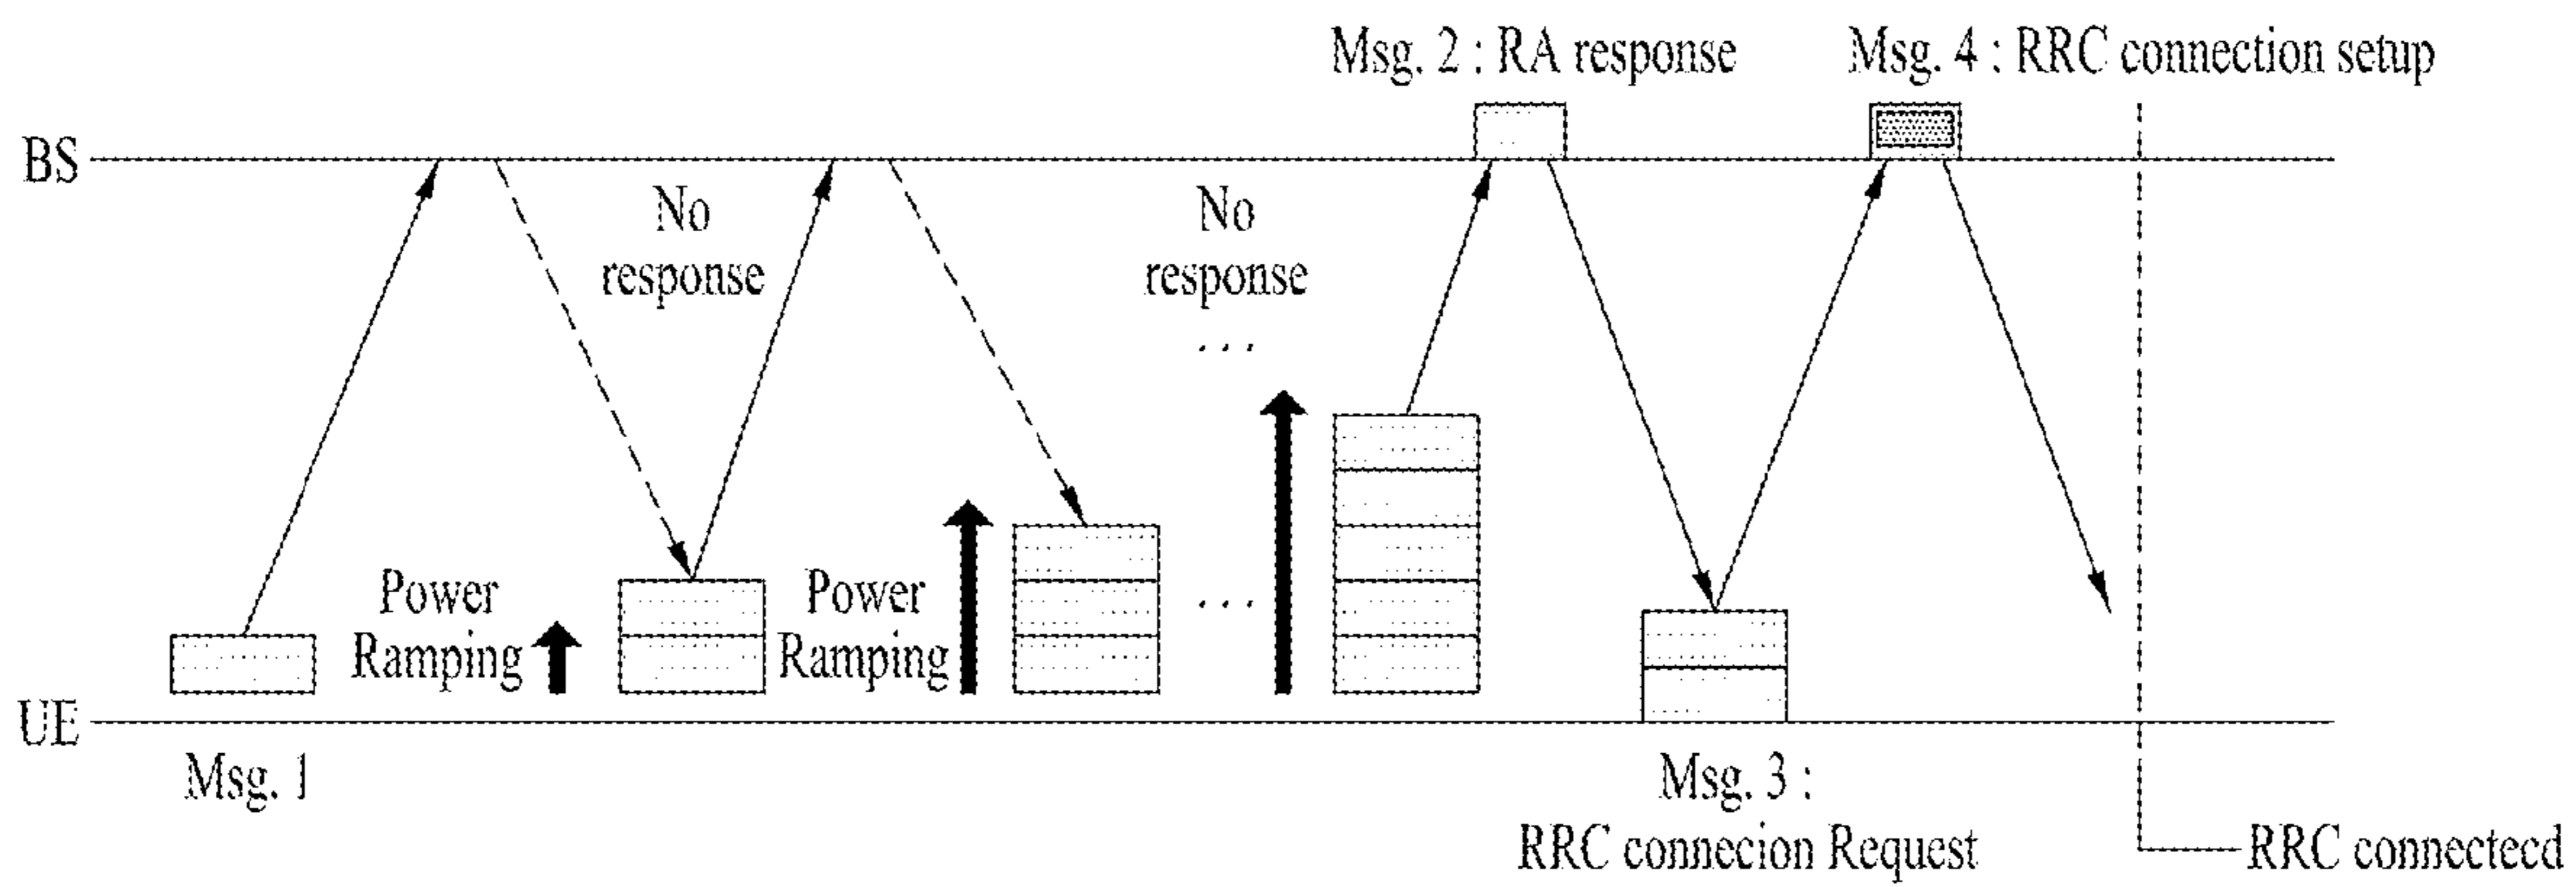 Msg. 2 : RA response
Msg. 4 : RRC connection setup
BS
No
response
No
response
. . .
Power
Ramping
Power
Ramping
. . .
UE
Msg. 1
Msg. 3 :
RRC connecion Request
RRC connectecd